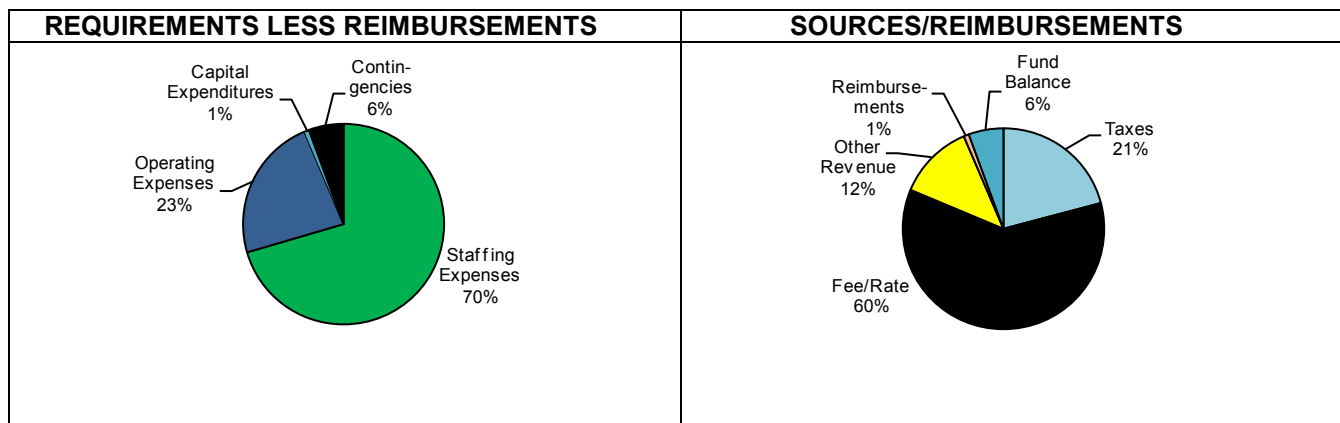 REQUIREMENTS LESS REIMBURSEMENTS
Capital
Expenditures
1%
Contin-
gencies
6%
Operating
Expenses
23%
Staffing
Expenses
70%
SOURCES/REIMBURSEMENTS
Reimburse-
ments
1%
Fund
Balance
6%
Taxes
21%
Other
Revenue
12%
Fee/Rate
60%